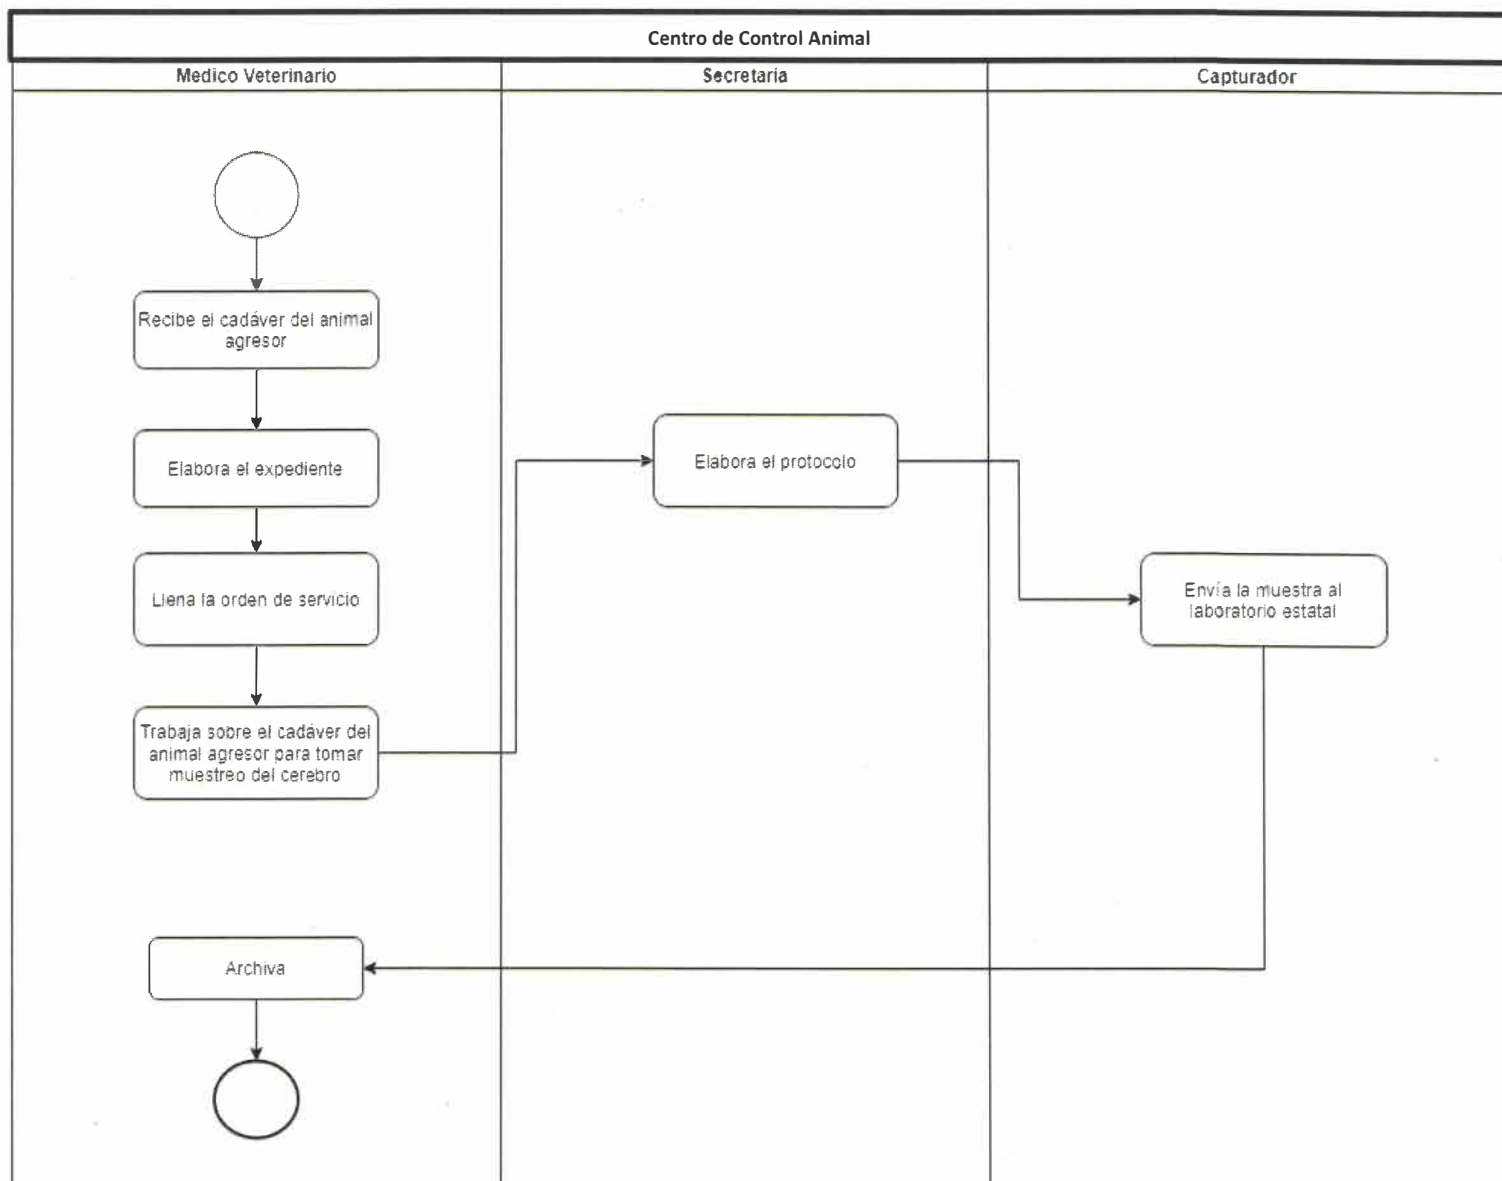 Centro de Control Animal
Medico Veterinario
Secretaria
Capturador
Recibe el cadáver del animal
agresor
Elabora el expediente
Llena la orden de servicio
Trabaja sobre el cadáver del
animal agresor para tomar
muestreo del cerebro
Elabora el protocolo
Envía la muestra al
laboratorio estatal
Archiva